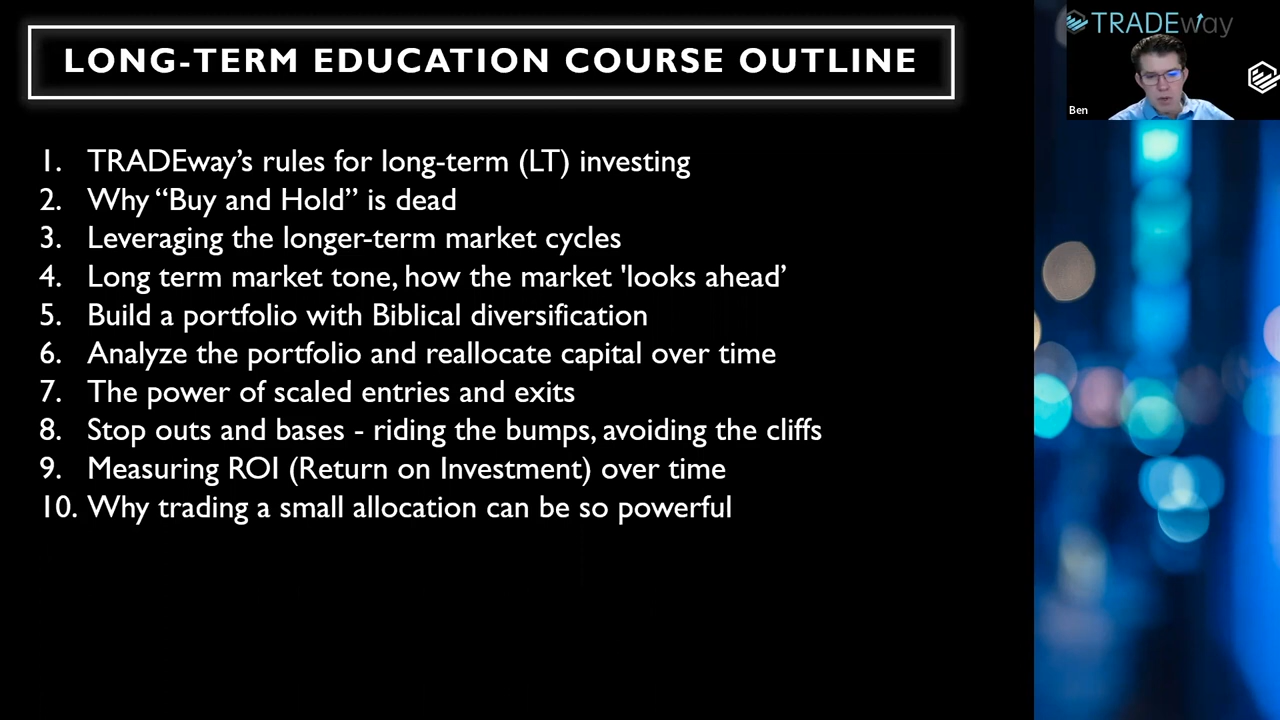 LONG-TERM EDUCATION COURSE OUTLINE
TRADEway
Ben
1. TRADEway’s rules for long-term (LT) investing
2. Why “Buy and Hold” is dead
3. Leveraging the longer-term market cycles
4. Long term market tone, how the market 'looks ahead’
5. Build a portfolio with Biblical diversification
6. Analyze the portfolio and reallocate capital over time
7. The power of scaled entries and exits
8. Stop outs and bases - riding the bumps, avoiding the cliffs
9. Measuring ROI (Return on Investment) over time
10. Why trading a small allocation can be so powerful